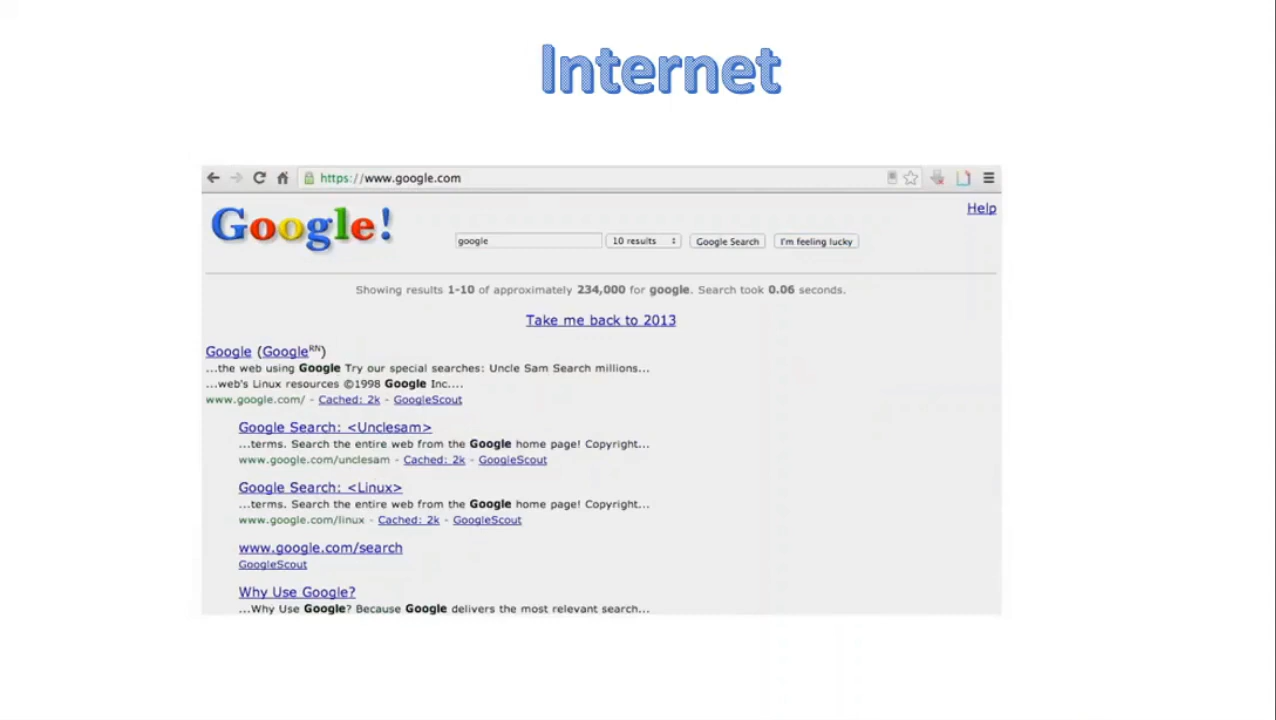 Internet
https://www.google.com
Google!
Help
google
10 results
Google Search
I'm feeling lucky
Showing results 1-10 of approximately 234,000 for google. Search took 0.06 seconds.
Take me back to 2013
Google (GoogleRN)
...the web using Google Try our special searches: Uncle Sam Search millions...
...web's Linux resources ©1998 Google Inc....
www.google.com/ - Cached: 2k - GoogleScout
Google Search: <Unclesam>
...terms. Search the entire web from the Google home page! Copyright...
www.google.com/unclesam - Cached: 2k - GoogleScout
Google Search: <Linux>
...terms. Search the entire web from the Google home page! Copyright...
www.google.com/linux - Cached: 2k - GoogleScout
www.google.com/search
GoogleScout
Why Use Google?
...Why Use Google? Because Google delivers the most relevant search...